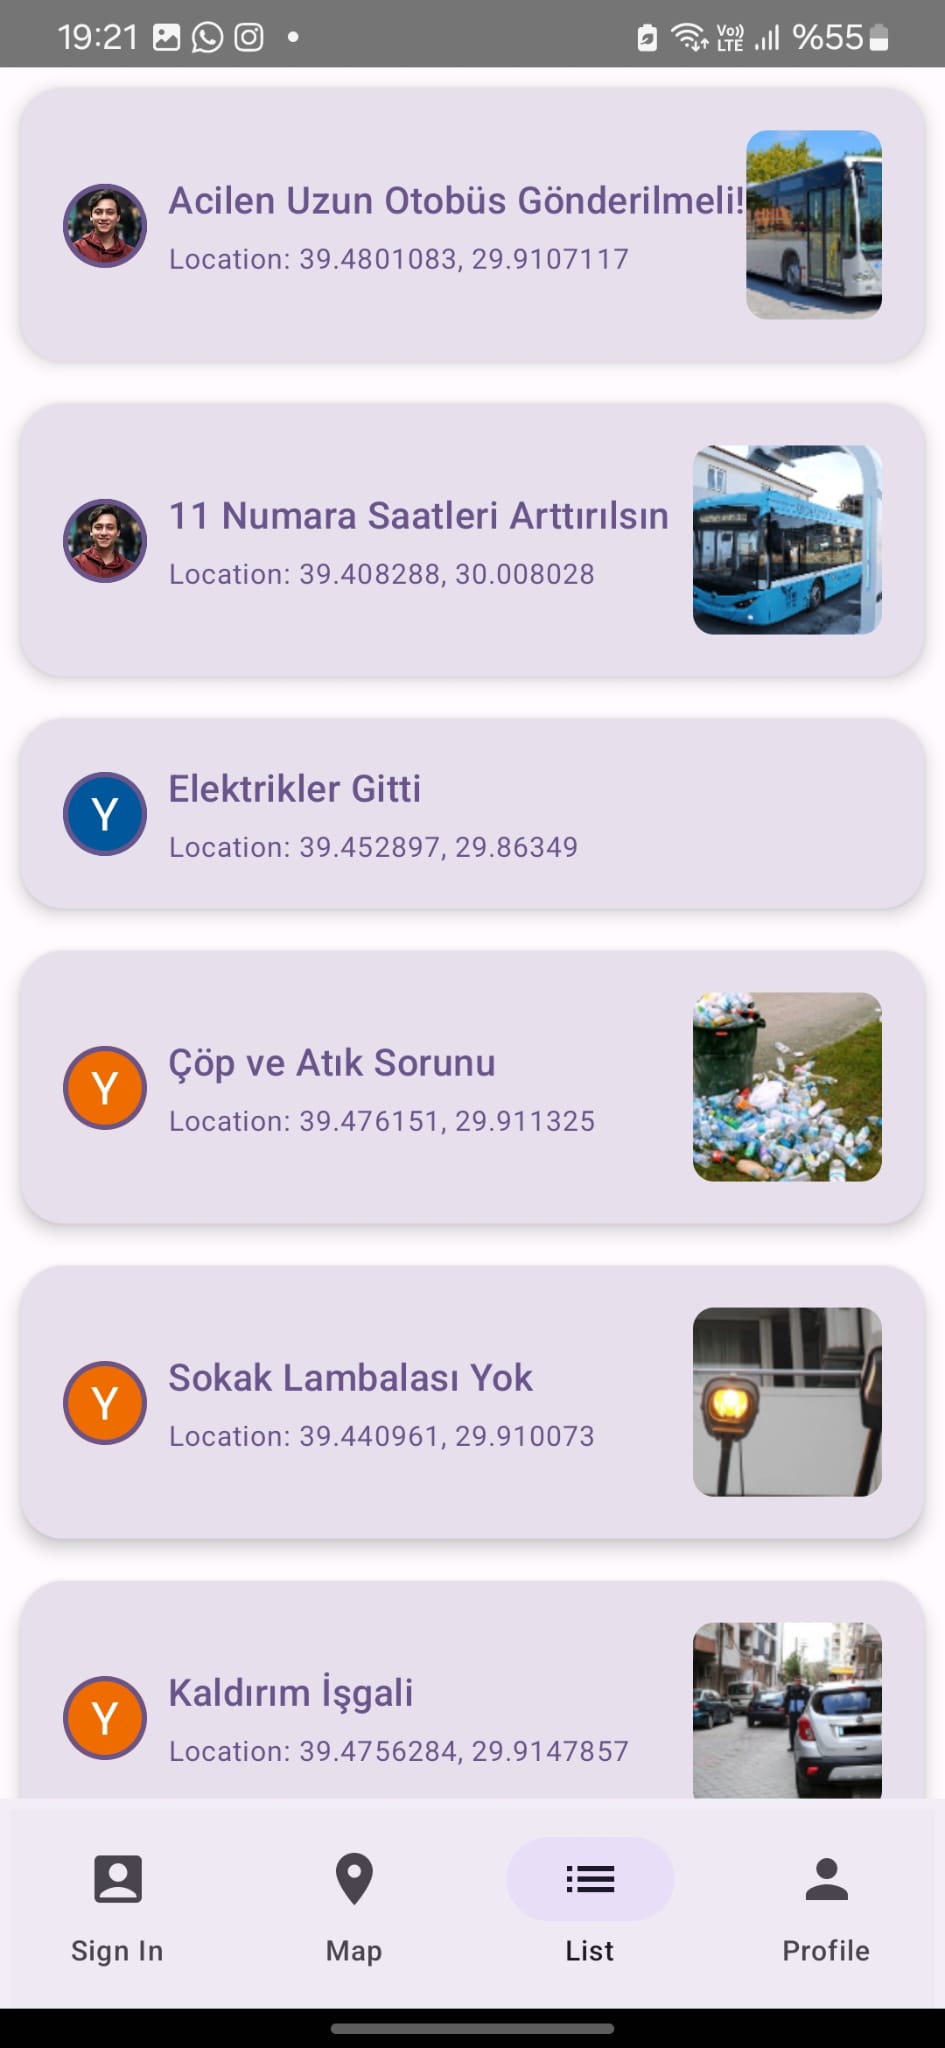 19:21
Vo))
LTE
%55
Acilen Uzun Otobüs Gönderilmeli!
Location: 39.4801083, 29.9107117
11 Numara Saatleri Arttırılsın
Location: 39.408288, 30.008028
Y
Elektrikler Gitti
Location: 39.452897, 29.86349
Y
Çöp ve Atık Sorunu
Location: 39.476151, 29.911325
Y
Sokak Lambalası Yok
Location: 39.440961, 29.910073
Y
Kaldırım İşgali
Location: 39.4756284, 29.9147857
Sign In
Map
List
Profile